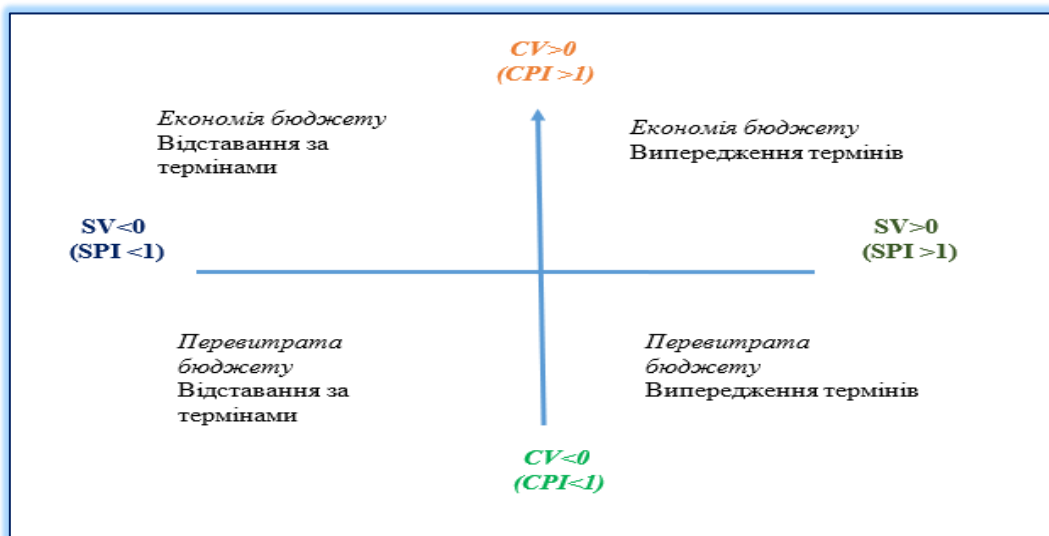 CV>0
(CPI >1)
Економія бюджету
Відставання за
термінами
Економія бюджету
Випередження термінів
SV<0
(SPI <1)
SV>0
(SPI >1)
Перевитрата
бюджету
Відставання за
термінами
Перевитрата
бюджету
Випередження термінів
CV<0
(CPI<1)